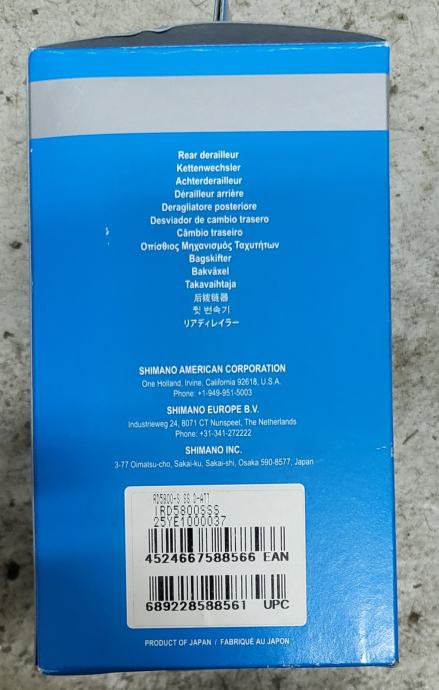 Rear derailleur
Kettenwechsler
Achterderailleur
Dérailleur arrière
Deragliatore posteriore
Desviador de cambio trasero
Câmbio traseiro
Οπίσθιος Μηχανισμός Ταχυτήτων
Bagskifter
Bakväxel
Takavaihtaja
后拨链器
뒷 변속기
リアディレイラー
SHIMANO AMERICAN CORPORATION
One Holland, Irvine, California 92618, U.S.A.
Phone: +1-949-951-5003
SHIMANO EUROPE B.V.
Industrieweg 24, 8071 CT Nunspeet, The Netherlands
Phone: +31-341-272222
SHIMANO INC.
3-77 Oimatsu-cho, Sakai-ku, Sakai-shi, Osaka 590-8577, Japan
RD5800-S SS D-ATT
IRD5800SSS
25YE1000037
4524667588566 EAN
689228588561 UPC
PRODUCT OF JAPAN / FABRIQUÉ AU JAPON